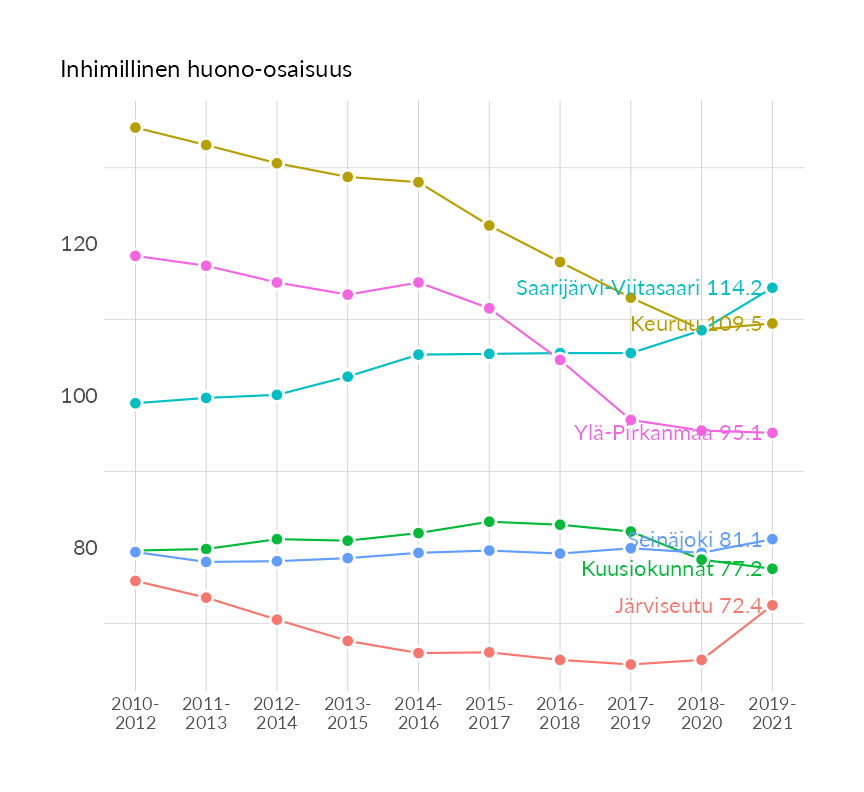 Inhimillinen huono-osaisuus
120
Saarijärvi-Viitasaari 114.2
Keuruu 109.5
100
Ylä-Pirkanmaa 95.1
80
Seinäjoki 81.1
Kuusiokunnat 77.2
Järviseutu 72.4
2010- 2011- 2012- 2013- 2014- 2015- 2016- 2017- 2018- 2019-
2012 2013 2014 2015 2016 2017 2018 2019 2020 2021